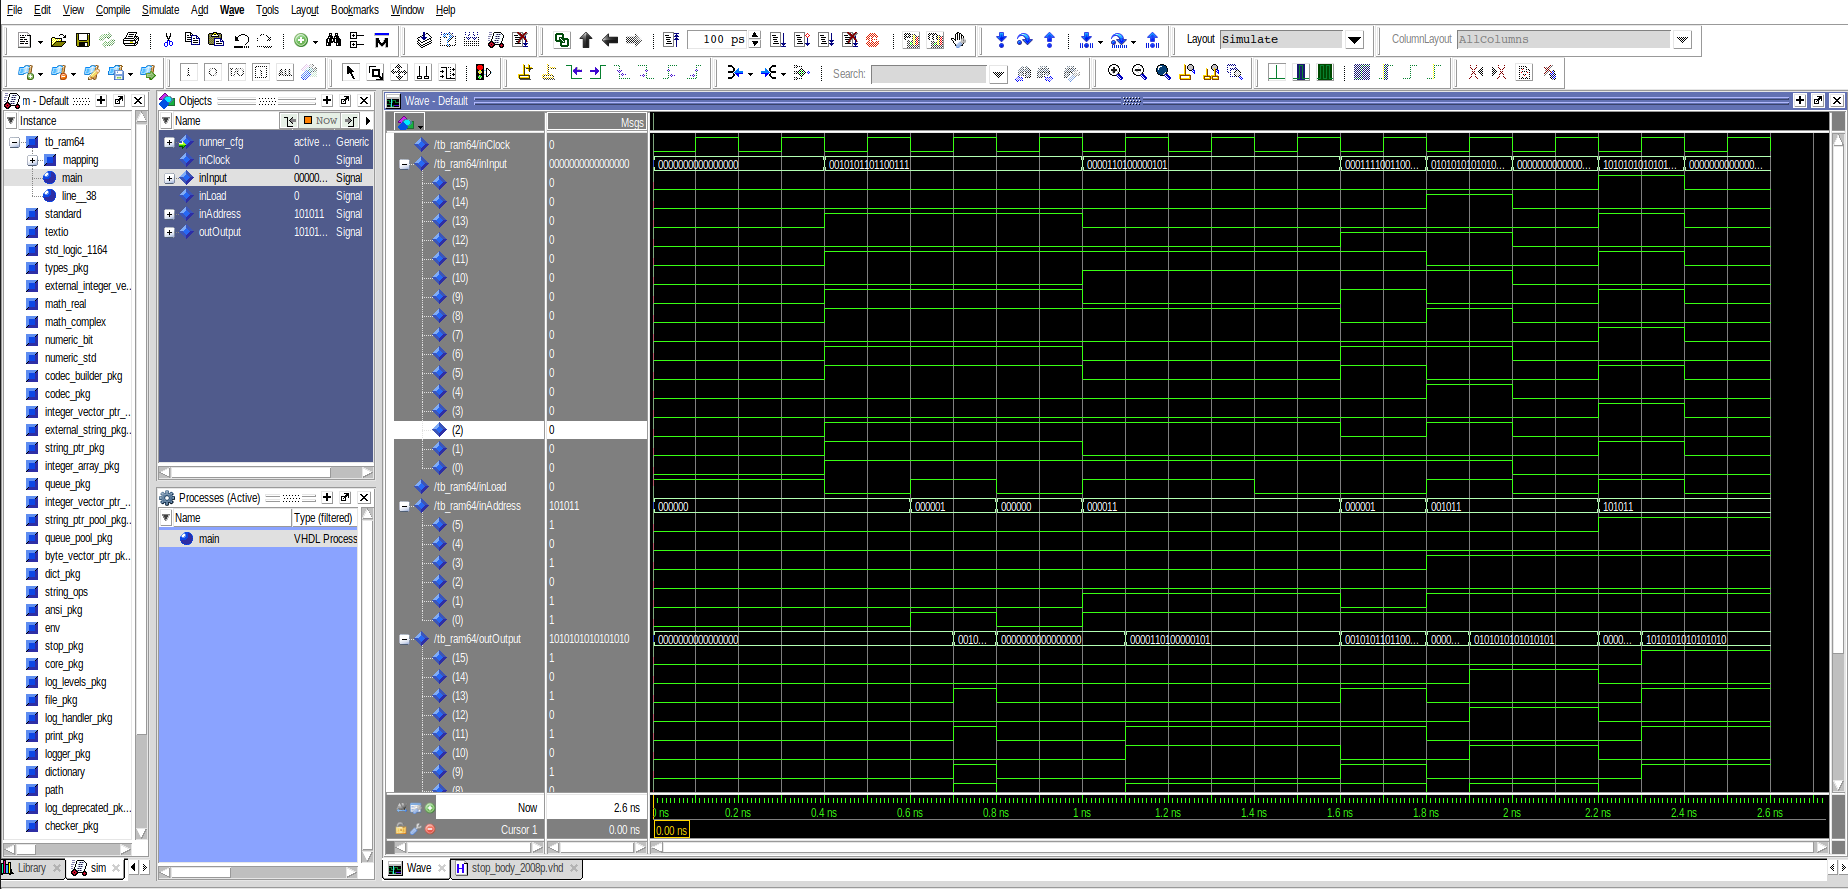 File Edit View Compile Simulate Add Wave Tools Layout Bookmarks Window Help
100 ps
Layout Simulate
ColumnLayout AllColumns
Search:
m - Default
Instance
tb_ram64
mapping
main
line__38
standard
textio
std_logic_1164
types_pkg
external_integer_ve..
math_real
math_complex
numeric_bit
numeric_std
codec_builder_pkg
codec_pkg
integer_vector_ptr_..
external_string_pkg..
string_ptr_pkg
integer_array_pkg
queue_pkg
integer_vector_ptr_..
string_ptr_pool_pkg..
queue_pool_pkg
byte_vector_ptr_pk..
dict_pkg
string_ops
ansi_pkg
env
stop_pkg
core_pkg
log_levels_pkg
file_pkg
log_handler_pkg
print_pkg
logger_pkg
dictionary
path
log_deprecated_pk...
checker_pkg
Library
sim
Objects
Name
Now
runner_cfg active ... Generic
inClock 0 Signal
inInput 00000... Signal
inLoad 0 Signal
inAddress 101011 Signal
outOutput 10101... Signal
Processes (Active)
Name Type (filtered)
main VHDL Process
Wave - Default
Msgs
/tb_ram64/inClock 0
/tb_ram64/inInput 0000000000000000 0000000000000000 0010101101100111 0000110100000101 0001111001100... 0101010101010... 0000000000000... 1010101010101... 0000000000000...
(15) 0
(14) 0
(13) 0
(12) 0
(11) 0
(10) 0
(9) 0
(8) 0
(7) 0
(6) 0
(5) 0
(4) 0
(3) 0
(2) 0
(1) 0
(0) 0
/tb_ram64/inLoad 0
/tb_ram64/inAddress 101011 000000 000001 000000 000011 000001 001011 101011
(5) 1
(4) 0
(3) 1
(2) 0
(1) 1
(0) 1
/tb_ram64/outOutput 1010101010101010 0000000000000000 0010... 0000000000000000 0000110100000101 0010101101100... 0000... 0101010101010101 0000... 1010101010101010
(15) 1
(14) 0
(13) 1
(12) 0
(11) 1
(10) 0
(9) 1
(8) 0
Now 2.6 ns
Cursor 1 0.00 ns
ns 0.2 ns 0.4 ns 0.6 ns 0.8 ns 1 ns 1.2 ns 1.4 ns 1.6 ns 1.8 ns 2 ns 2.2 ns 2.4 ns 2.6 ns
0.00 ns
Wave
stop_body_2008p.vhd